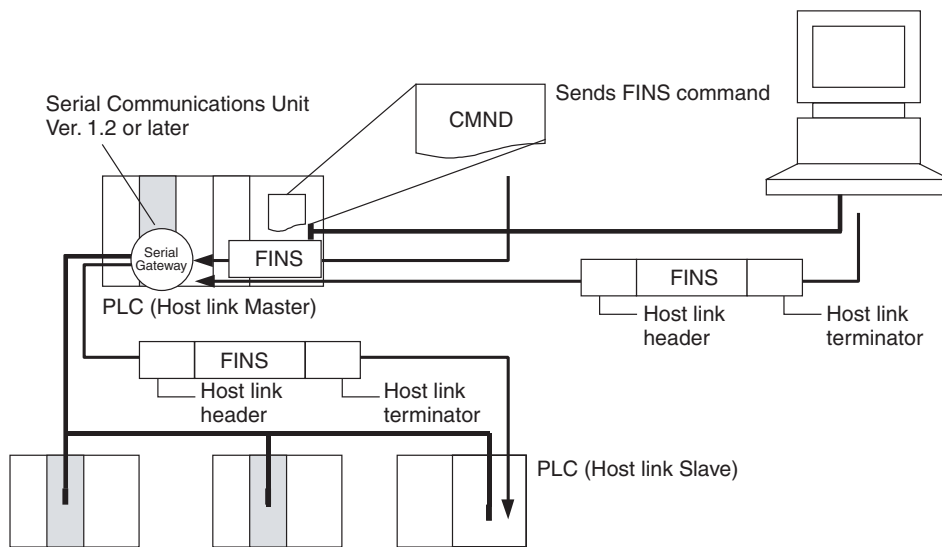 Serial Communications Unit
Ver. 1.2 or later
Sends FINS command
CMND
Serial
Gateway
FINS
PLC (Host link Master)
FINS
Host link
header
Host link
terminator
FINS
Host link
header
Host link
terminator
PLC (Host link Slave)